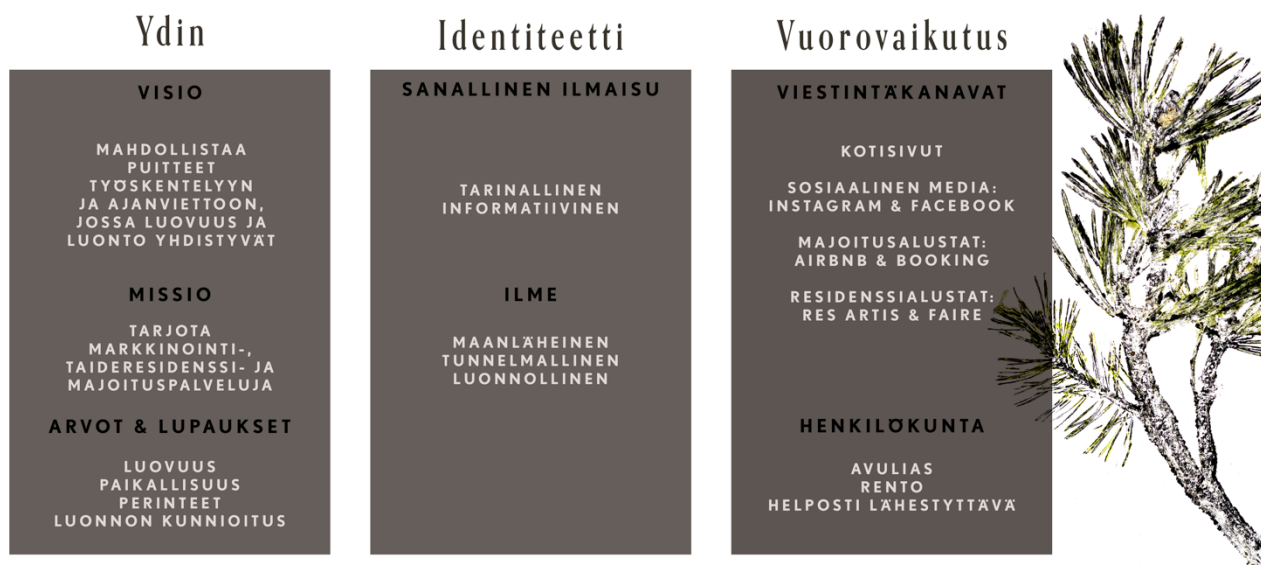 Ydin
VISIO
MAHDOLLISTAA
PUITTEET
TYÖSKENTELYYN
JA AJANVIETTOON,
JOSSA LUOVUUS JA
LUONTO YHDISTYVÄT
MISSIO
TARJOTA
MARKKINOINTI-,
TAIDERESIDENSSI- JA
MAJOITUSPALVELUJA
ARVOT & LUPAUKSET
LUOVUUS
PAIKALLISUUS
PERINTEET
LUONNON KUNNIOITUS
Identiteetti
SANALLINEN ILMAISU
TARINALLINEN
INFORMATIIVINEN
ILME
MAANLÄHEINEN
TUNNELMALLINEN
LUONNOLLINEN
Vuorovaikutus
VIESTINTÄKANAVAT
KOTISIVUT
SOSIAALINEN MEDIA:
INSTAGRAM & FACEBOOK
MAJOITUSALUSTAT:
AIRBNB & BOOKING
RESIDENSSIALUSTAT:
RES ARTIS & FAIRE
HENKILÖKUNTA
AVULIAS
RENTO
HELPOSTI LÄHESTYTTÄVÄ